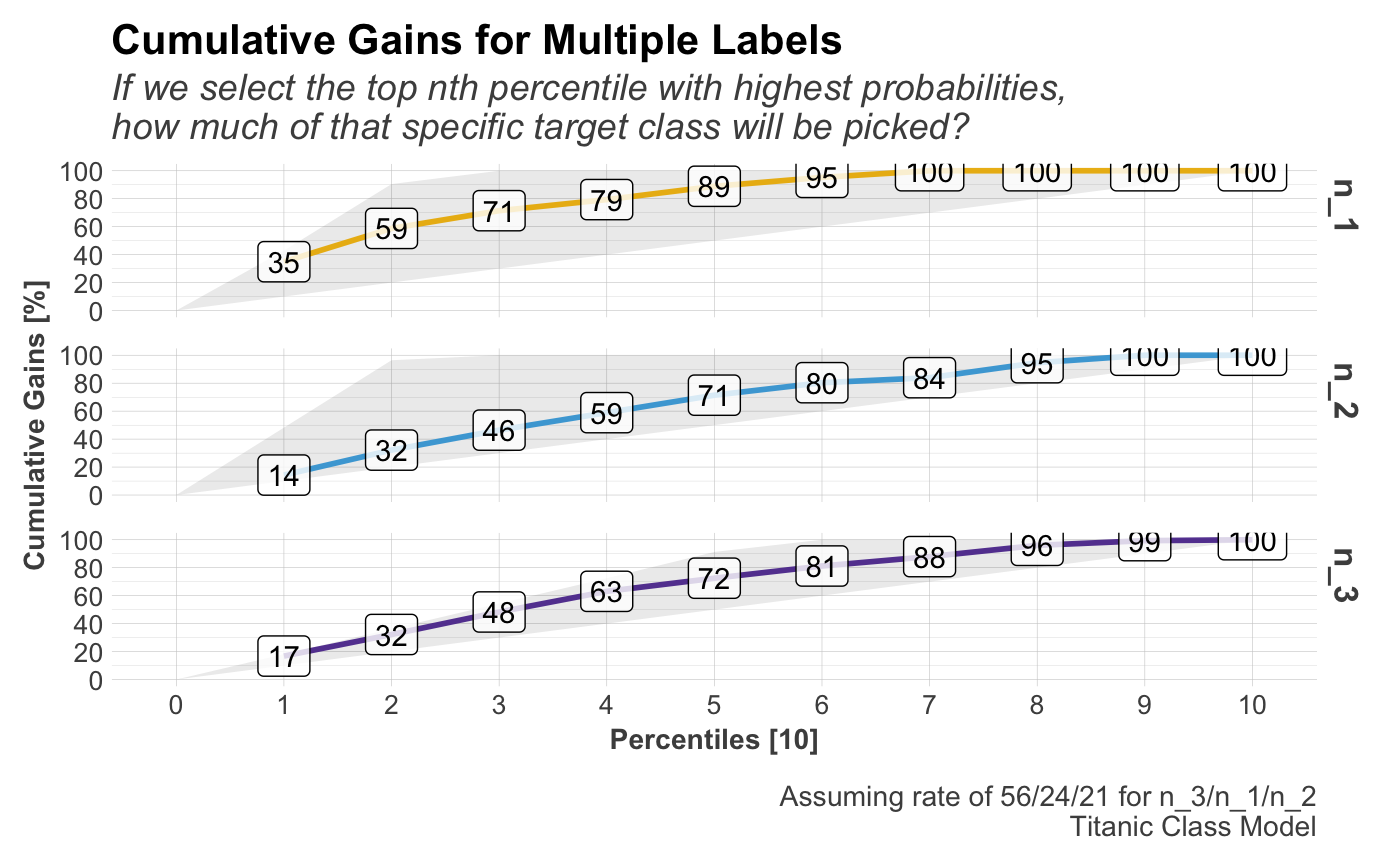 Cumulative Gains for Multiple Labels
If we select the top nth percentile with highest probabilities,
how much of that specific target class will be picked?
Cumulative Gains [%]
100
80
60
40
20
0
35 59 71 79 89 95 100 100 100 100
n_1
100
80
60
40
20
0
14 32 46 59 71 80 84 95 100 100
n_2
100
80
60
40
20
0
17 32 48 63 72 81 88 96 99 100
n_3
0 1 2 3 4 5 6 7 8 9 10
Percentiles [10]
Assuming rate of 56/24/21 for n_3/n_1/n_2
Titanic Class Model